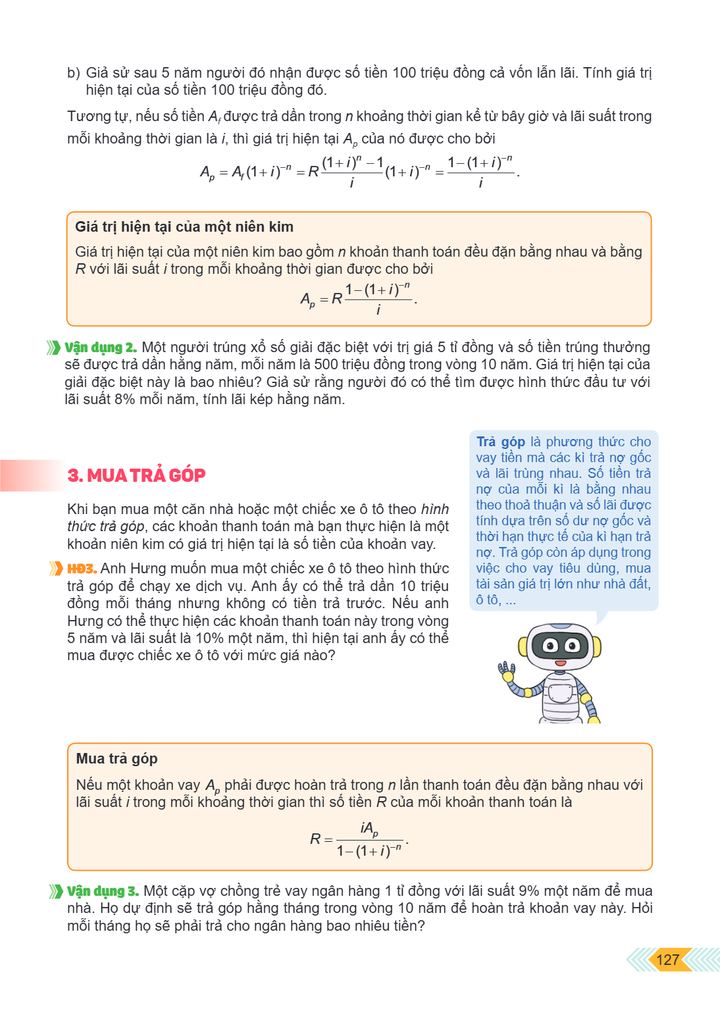 b) Giả sử sau 5 năm người đó nhận được số tiền 100 triệu đồng cả vốn lẫn lãi. Tính giá trị
hiện tại của số tiền 100 triệu đồng đó.
Tương tự, nếu số tiền A_f được trả dần trong n khoảng thời gian kể từ bây giờ và lãi suất trong
mỗi khoảng thời gian là i, thì giá trị hiện tại A_p của nó được cho bởi
A_p = A_f(1+i)^{-n} = R \frac{(1+i)^n − 1}{i}(1+i)^{-n} = \frac{1−(1+i)^{-n}}{i}.
Giá trị hiện tại của một niên kim
Giá trị hiện tại của một niên kim bao gồm n khoản thanh toán đều đặn bằng nhau và bằng
R với lãi suất i trong mỗi khoảng thời gian được cho bởi
A_p = R \frac{1−(1+i)^{-n}}{i}.
Vận dụng 2. Một người trúng xổ số giải đặc biệt với trị giá 5 tỉ đồng và số tiền trúng thưởng
sẽ được trả dần hằng năm, mỗi năm là 500 triệu đồng trong vòng 10 năm. Giá trị hiện tại của
giải đặc biệt này là bao nhiêu? Giả sử rằng người đó có thể tìm được hình thức đầu tư với
lãi suất 8% mỗi năm, tính lãi kép hằng năm.
3. MUA TRẢ GÓP
Khi bạn mua một căn nhà hoặc một chiếc xe ô tô theo hình
thức trả góp, các khoản thanh toán mà bạn thực hiện là một
khoản niên kim có giá trị hiện tại là số tiền của khoản vay.
HĐ3. Anh Hưng muốn mua một chiếc xe ô tô theo hình thức
trả góp để chạy xe dịch vụ. Anh ấy có thể trả dần 10 triệu
đồng mỗi tháng nhưng không có tiền trả trước. Nếu anh
Hưng có thể thực hiện các khoản thanh toán này trong vòng
5 năm và lãi suất là 10% một năm, thì hiện tại anh ấy có thể
mua được chiếc xe ô tô với mức giá nào?
Trả góp là phương thức cho
vay tiền mà các kì trả nợ gốc
và lãi trùng nhau. Số tiền trả
nợ của mỗi kì là bằng nhau
theo thoả thuận và số lãi được
tính dựa trên số dư nợ gốc và
thời hạn thực tế của kì hạn trả
nợ. Trả góp còn áp dụng trong
việc cho vay tiêu dùng, mua
tài sản giá trị lớn như nhà đất,
ô tô, ...
Mua trả góp
Nếu một khoản vay A_p phải được hoàn trả trong n lần thanh toán đều đặn bằng nhau với
lãi suất i trong mỗi khoảng thời gian thì số tiền R của mỗi khoản thanh toán là
R = \frac{iA_p}{1−(1+i)^{-n}}.
Vận dụng 3. Một cặp vợ chồng trẻ vay ngân hàng 1 tỉ đồng với lãi suất 9% một năm để mua
nhà. Họ dự định sẽ trả góp hằng tháng trong vòng 10 năm để hoàn trả khoản vay này. Hỏi
mỗi tháng họ sẽ phải trả cho ngân hàng bao nhiêu tiền?
127